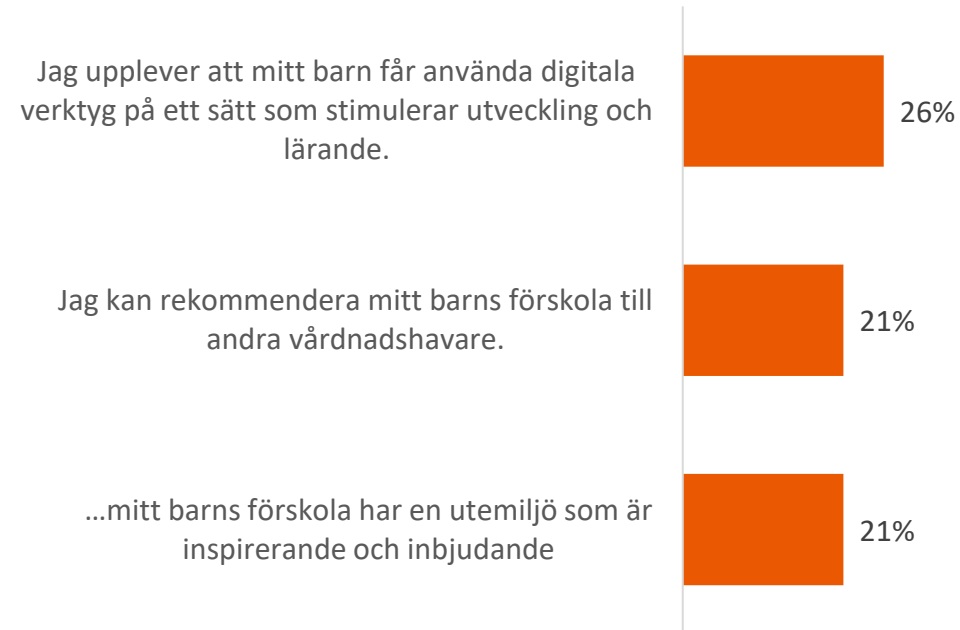 Jag upplever att mitt barn får använda digitala
verktyg på ett sätt som stimulerar utveckling och
lärande.
26%
Jag kan rekommendera mitt barns förskola till
andra vårdnadshavare.
21%
…mitt barns förskola har en utemiljö som är
inspirerande och inbjudande
21%